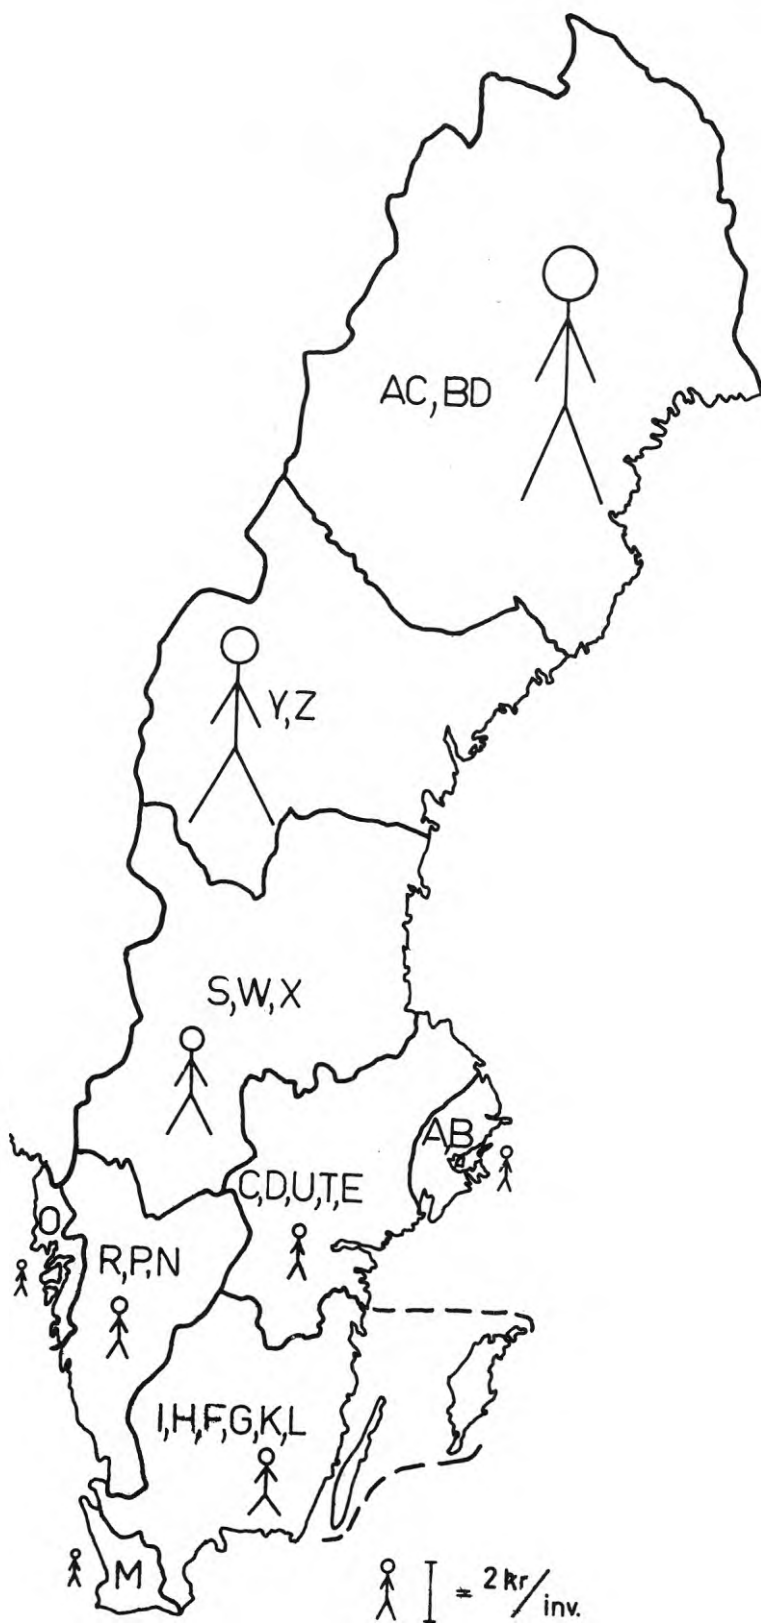 AC, BD
Y, Z
S, W, X
AB
C, D, U, T, E
O
R, P, N
I, H, F, G, K, L
M
= 2 kr/inv.